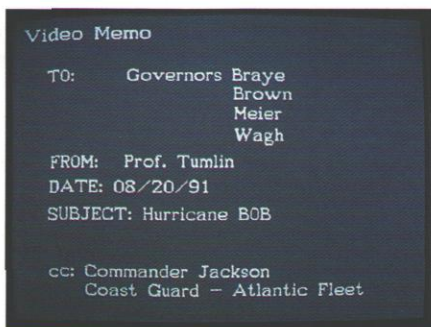 Video Memo
TO: Governors Braye
Brown
Meier
Wagh
FROM: Prof. Tumlin
DATE: 08/20/91
SUBJECT: Hurricane BOB
cc: Commander Jackson
Coast Guard - Atlantic Fleet